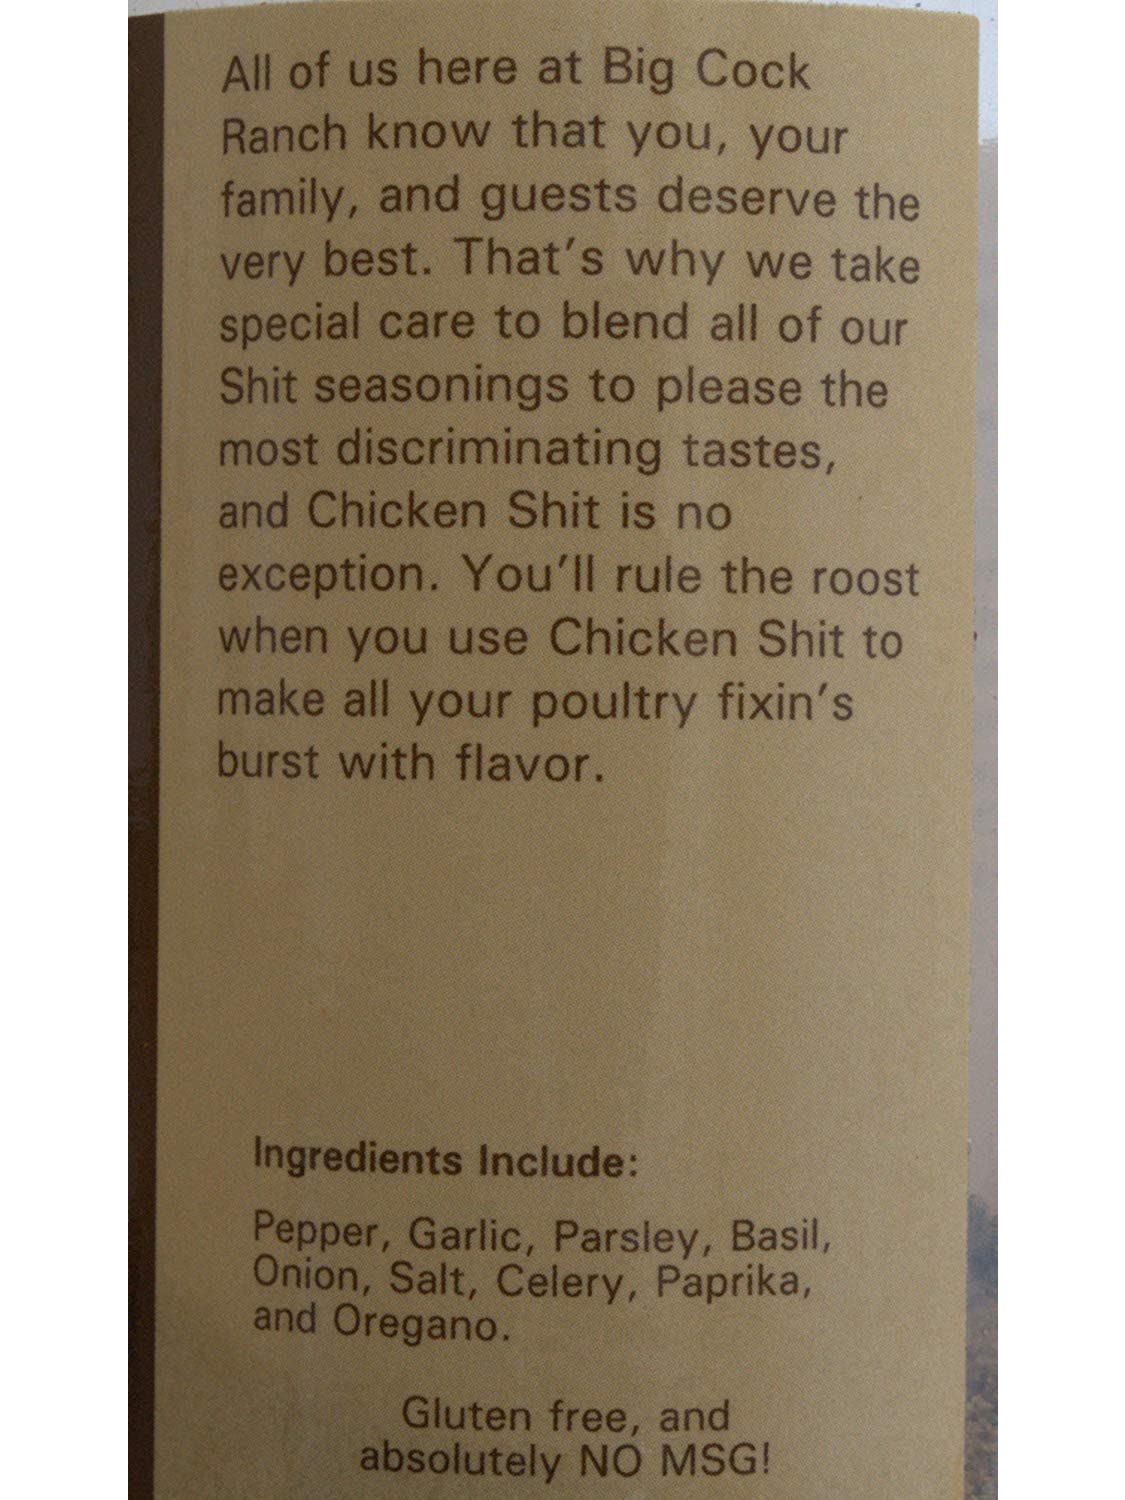 All of us here at Big Cock
Ranch know that you, your
family, and guests deserve the
very best. That's why we take
special care to blend all of our
Shit seasonings to please the
most discriminating tastes,
and Chicken Shit is no
exception. You'll rule the roost
when you use Chicken Shit to
make all your poultry fixin's
burst with flavor.
Ingredients Include:
Pepper, Garlic, Parsley, Basil,
Onion, Salt, Celery, Paprika,
and Oregano.
Gluten free, and
absolutely NO MSG!